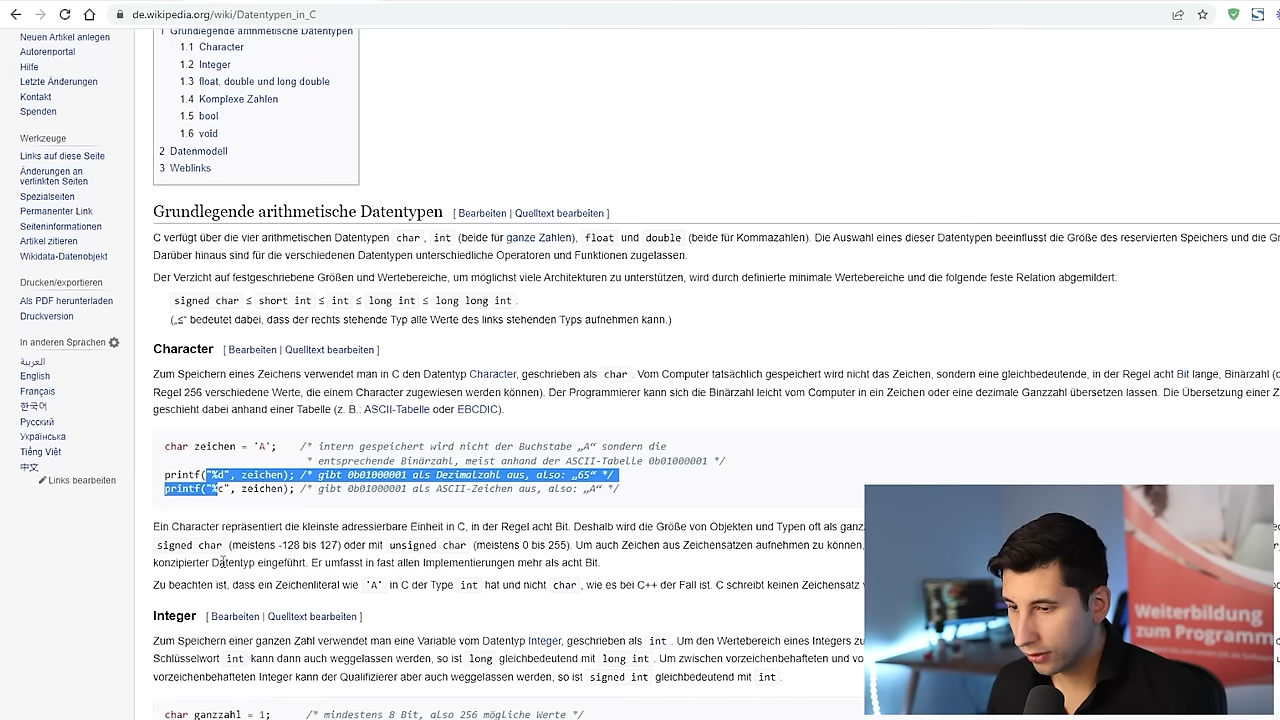 de.wikipedia.org/wiki/Datentypen_in_C
Neuen Artikel anlegen
Autorenportal
Hilfe
Letzte Änderungen
Kontakt
Spenden
Werkzeuge
Links auf diese Seite
Änderungen an
verlinkten Seiten
Spezialseiten
Permanenter Link
Seiteninformationen
Artikel zitieren
Wikidata-Datenobjekt
Drucken/exportieren
Als PDF herunterladen
Druckversion
In anderen Sprachen
العربية
English
Français
한국어
Русский
Українська
Tiếng Việt
中文
Links bearbeiten
1 Grundlegende arithmetische Datentypen
1.1 Character
1.2 Integer
1.3 float, double und long double
1.4 Komplexe Zahlen
1.5 bool
1.6 void
2 Datenmodell
3 Weblinks
Grundlegende arithmetische Datentypen [ Bearbeiten | Quelltext bearbeiten ]
C verfügt über die vier arithmetischen Datentypen char, int (beide für ganze Zahlen), float und double (beide für Kommazahlen). Die Auswahl eines dieser Datentypen beeinflusst die Größe des reservierten Speichers und die
Darüber hinaus sind für die verschiedenen Datentypen unterschiedliche Operatoren und Funktionen zugelassen.
Der Verzicht auf festgeschriebene Größen und Wertebereiche, um möglichst viele Architekturen zu unterstützen, wird durch definierte minimale Wertebereiche und die folgende feste Relation abgemildert:
signed char ≤ short int ≤ int ≤ long int ≤ long long int.
(„≤“ bedeutet dabei, dass der rechts stehende Typ alle Werte des links stehenden Typs aufnehmen kann.)
Character [ Bearbeiten | Quelltext bearbeiten ]
Zum Speichern eines Zeichens verwendet man in C den Datentyp Character, geschrieben als char. Vom Computer tatsächlich gespeichert wird nicht das Zeichen, sondern eine gleichbedeutende, in der Regel acht Bit lange, Binärzahl
Regel 256 verschiedene Werte, die einem Character zugewiesen werden können). Der Programmierer kann sich die Binärzahl leicht vom Computer in ein Zeichen oder eine dezimale Ganzzahl übersetzen lassen. Die Übersetzung einer
geschieht dabei anhand einer Tabelle (z. B.: ASCII-Tabelle oder EBCDIC).
char zeichen = 'A'; /* intern gespeichert wird nicht der Buchstabe „A“ sondern die
* entsprechende Binärzahl, meist anhand der ASCII-Tabelle 0b01000001 */
printf("%d", zeichen); /* gibt 0b01000001 als Dezimalzahl aus, also: „65“ */
printf("%c", zeichen); /* gibt 0b01000001 als ASCII-Zeichen aus, also: „A“ */
Ein Character repräsentiert die kleinste adressierbare Einheit in C, in der Regel acht Bit. Deshalb wird die Größe von Objekten und Typen oft als
signed char (meistens -128 bis 127) oder mit unsigned char (meistens 0 bis 255). Um auch Zeichen aus Zeichensätzen aufnehmen zu können,
konzipierter Datentyp eingeführt. Er umfasst in fast allen Implementierungen mehr als acht Bit.
Zu beachten ist, dass ein Zeichenliteral wie 'A' in C der Type int hat und nicht char, wie es bei C++ der Fall ist. C schreibt keinen Zeichensatz
Integer [ Bearbeiten | Quelltext bearbeiten ]
Zum Speichern einer ganzen Zahl verwendet man eine Variable vom Datentyp Integer, geschrieben als int. Um den Wertebereich eines Integers
Schlüsselwort int kann dann auch weggelassen werden, so ist long gleichbedeutend mit long int. Um zwischen vorzeichenbehafteten und
vorzeichenbehafteten Integer kann der Qualifizierer aber auch weggelassen werden, so ist signed int gleichbedeutend mit int.
char ganzzahl = 1; /* mindestens 8 Bit, also 256 mögliche Werte */
Weiterbildung
zum Programm